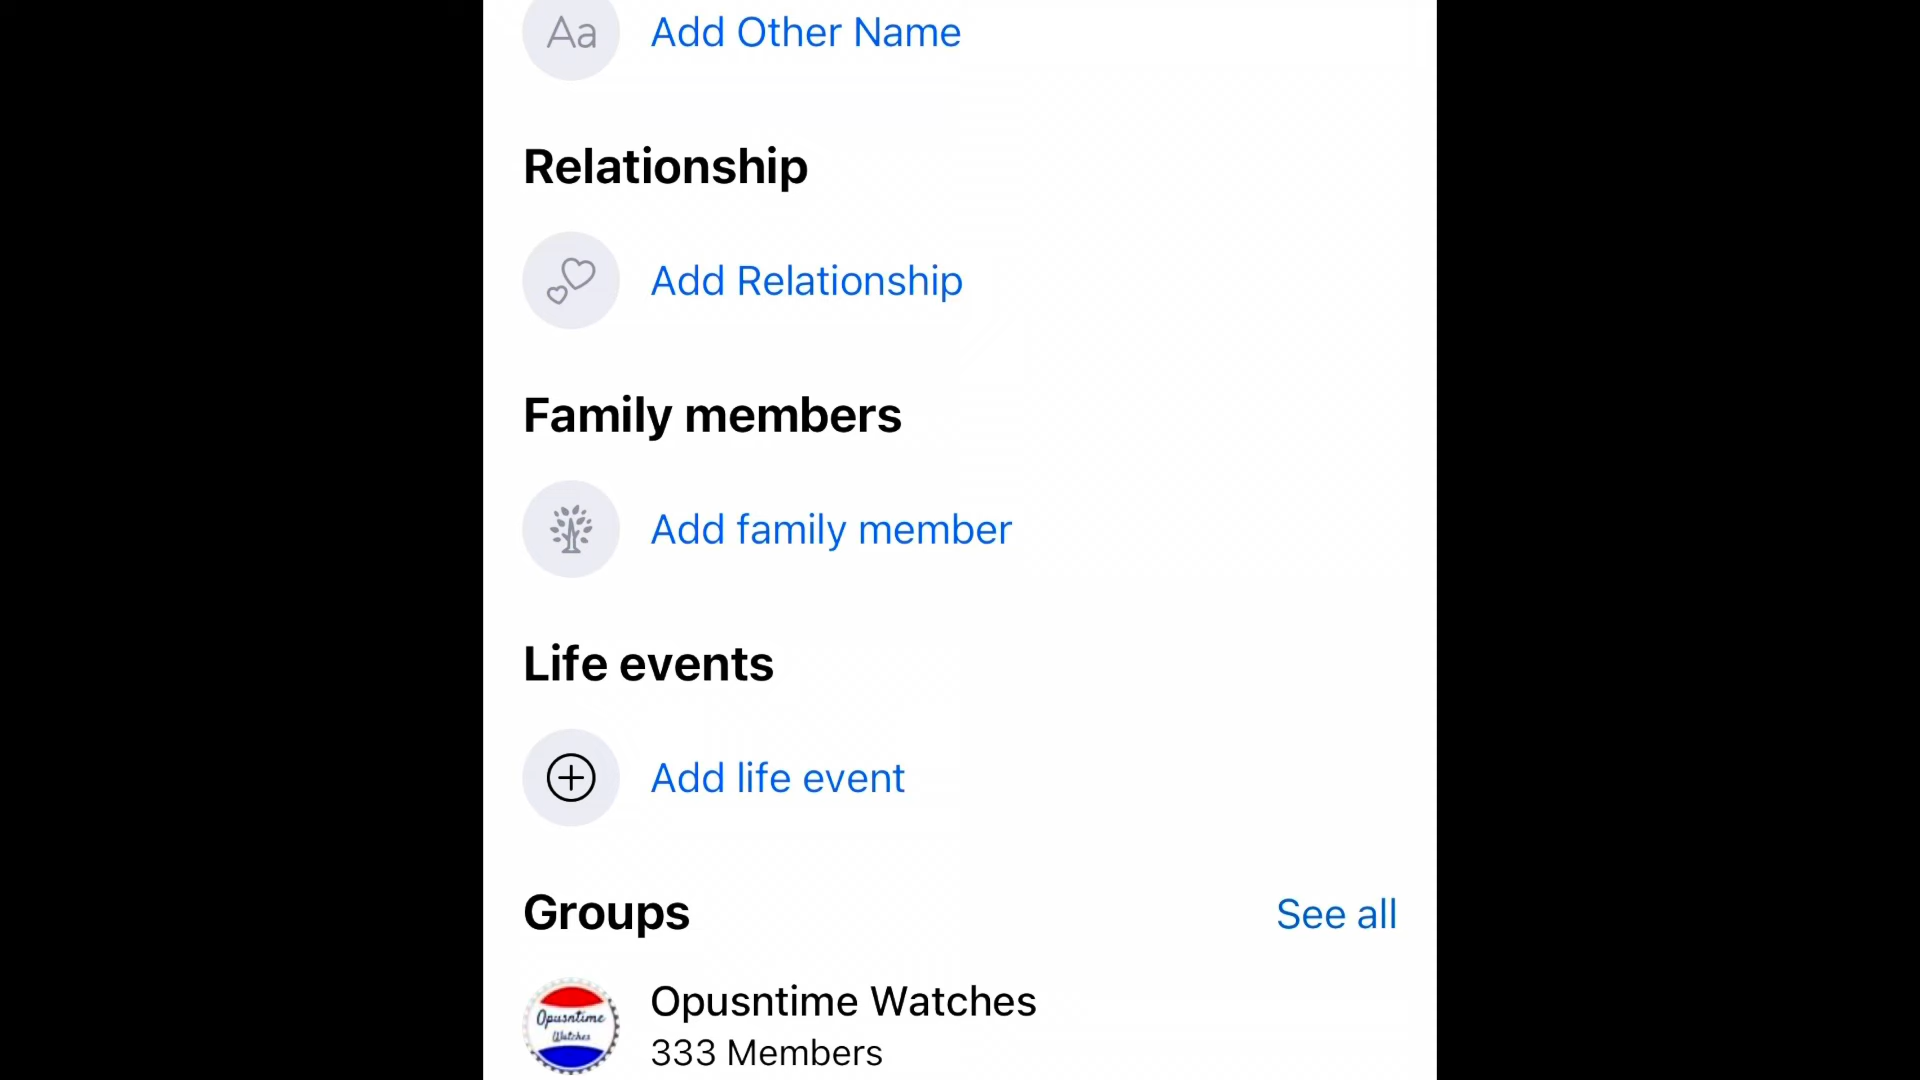 Aa Add Other Name
Relationship
Add Relationship
Family members
Add family member
Life events
Add life event
Groups See all
Opusntime Watches
333 Members
Opusntime
Watches